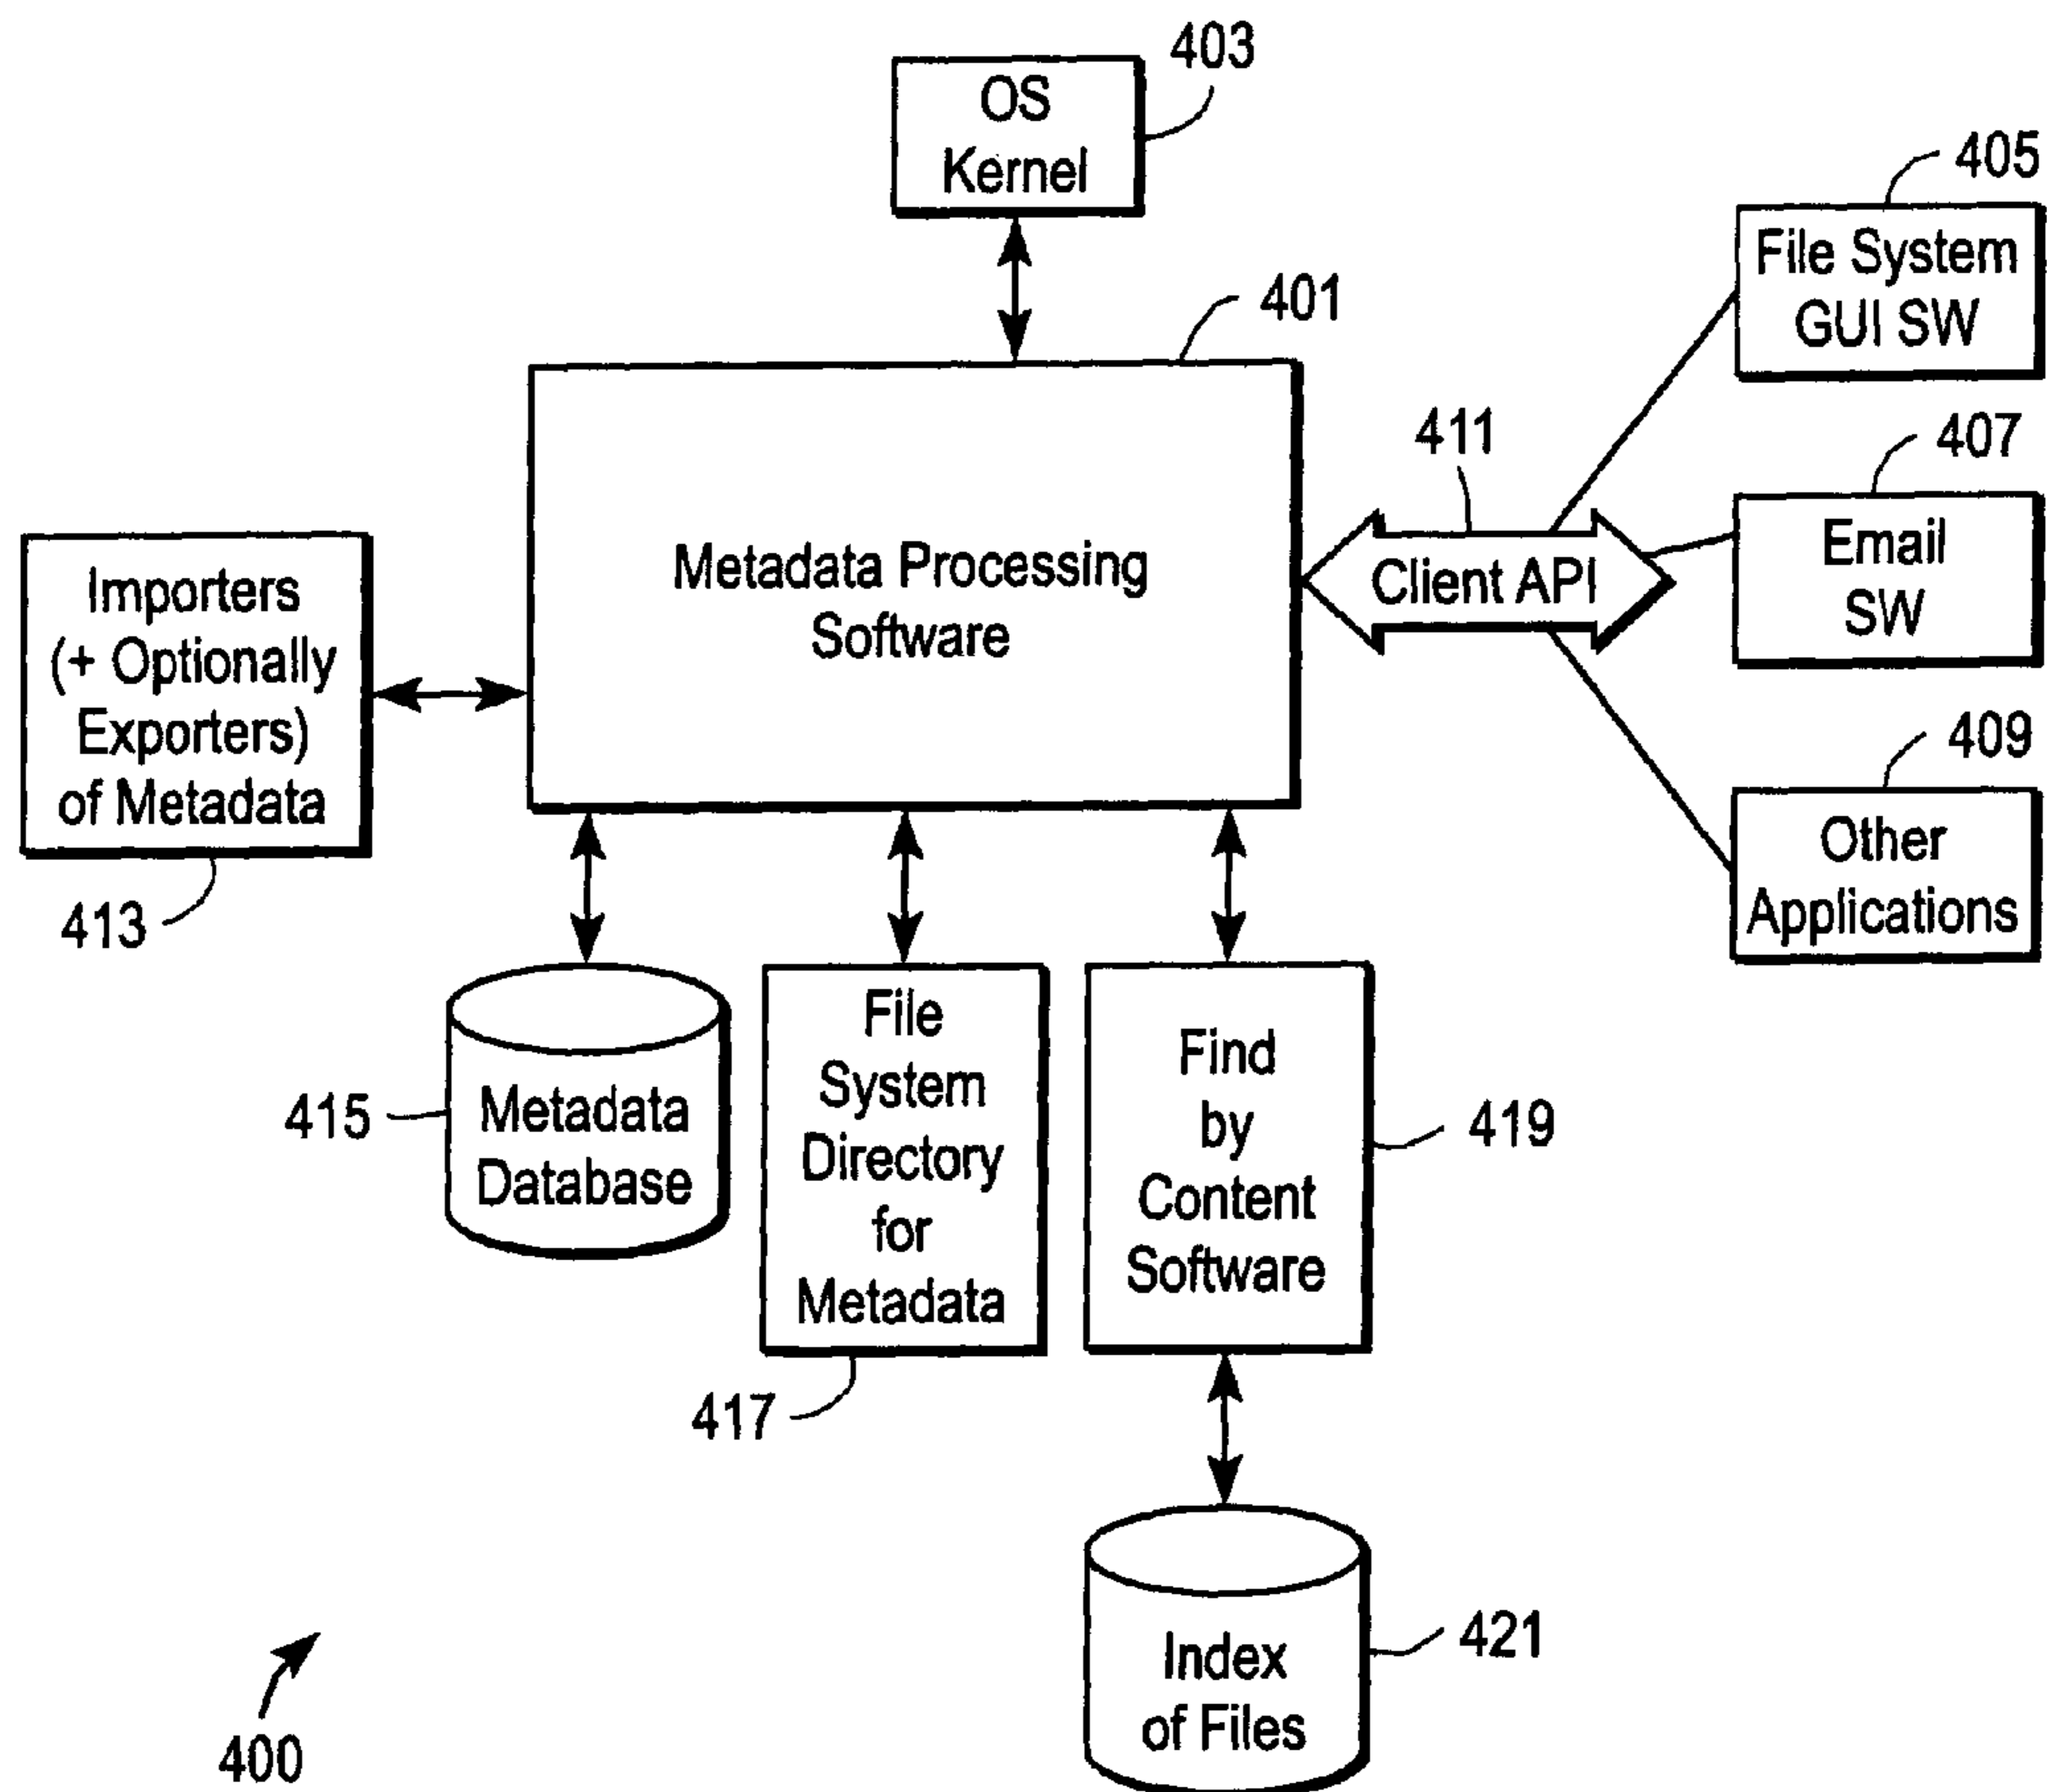 403
OS
Kernel
405
File System
GUI SW
401
411
407
Email
SW
Metadata Processing
Software
Client API
Importers
(+ Optionally
Exporters)
of Metadata
413
409
Other
Applications
415
Metadata
Database
File
System
Directory
for
Metadata
417
Find
by
Content
Software
419
421
Index
of Files
400